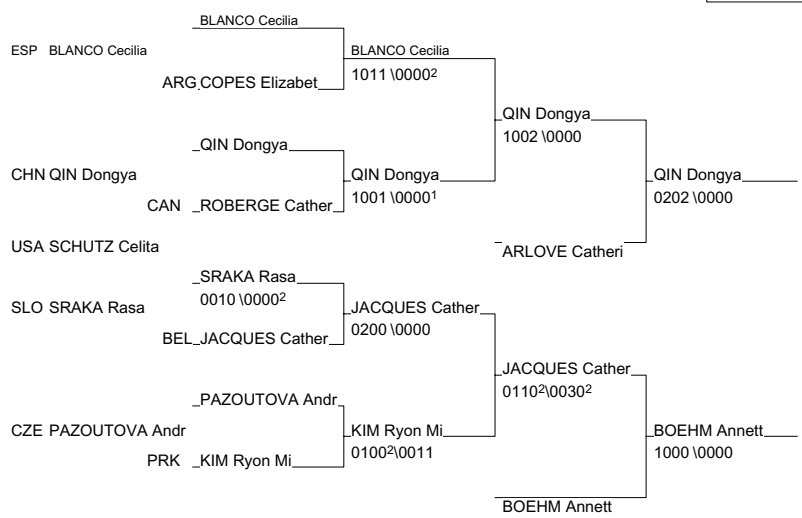 BLANCO Cecilia
ESP BLANCO Cecilia
BLANCO Cecilia
1011 \0000²
ARG COPES Elizabet
QIN Dongya
1002 \0000
QIN Dongya
CHN QIN Dongya
QIN Dongya
1001 \0000¹
QIN Dongya
0202 \0000
CAN ROBERGE Cather
USA SCHUTZ Celita
ARLOVE Catheri
SRAKA Rasa
0010 \0000²
SLO SRAKA Rasa
JACQUES Cather
0200 \0000
BEL JACQUES Cather
JACQUES Cather
0110²\0030²
PAZOUTOVA Andr
CZE PAZOUTOVA Andr
KIM Ryon Mi
0100²\0011
BOEHM Annett
1000 \0000
PRK KIM Ryon Mi
BOEHM Annett